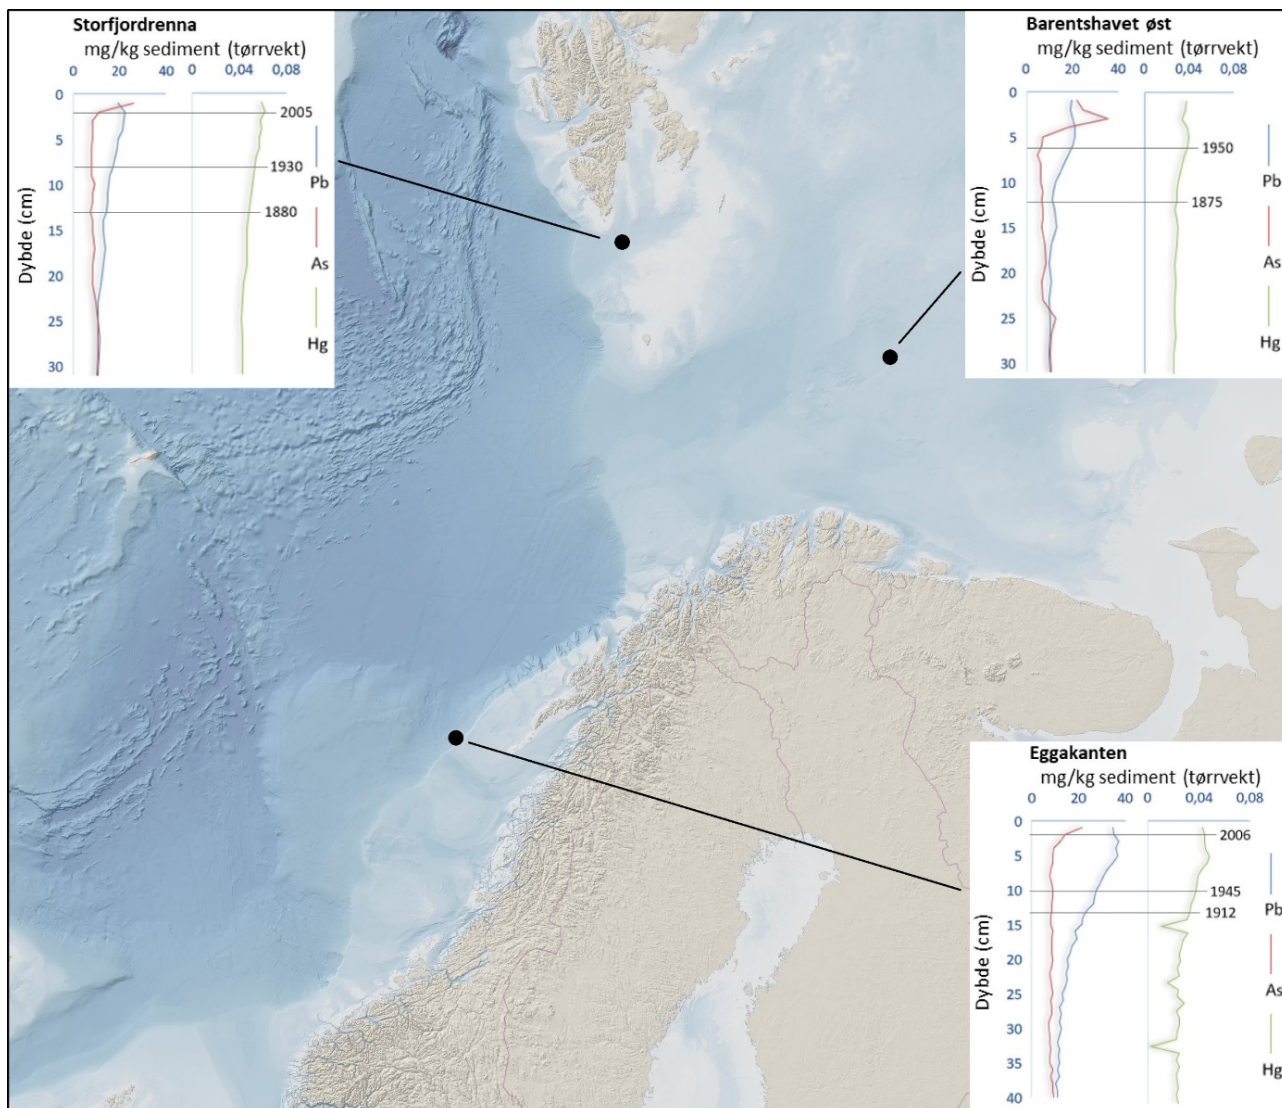 Storfjordrenna
mg/kg sediment (tørrvekt)
0 20 40 0 0,04 0,08
0
5
10
15
20
25
30
Dybde (cm)
2005
1930
1880
Pb
As
Hg
Barentshavet øst
mg/kg sediment (tørrvekt)
0 20 40 0 0,04 0,08
0
5
10
15
20
25
30
Dybde (cm)
1950
1875
Pb
As
Hg
Eggakanten
mg/kg sediment (tørrvekt)
0 20 40 0 0,04 0,08
0
5
10
15
20
25
30
35
40
Dybde (cm)
2006
1945
1912
Pb
As
Hg